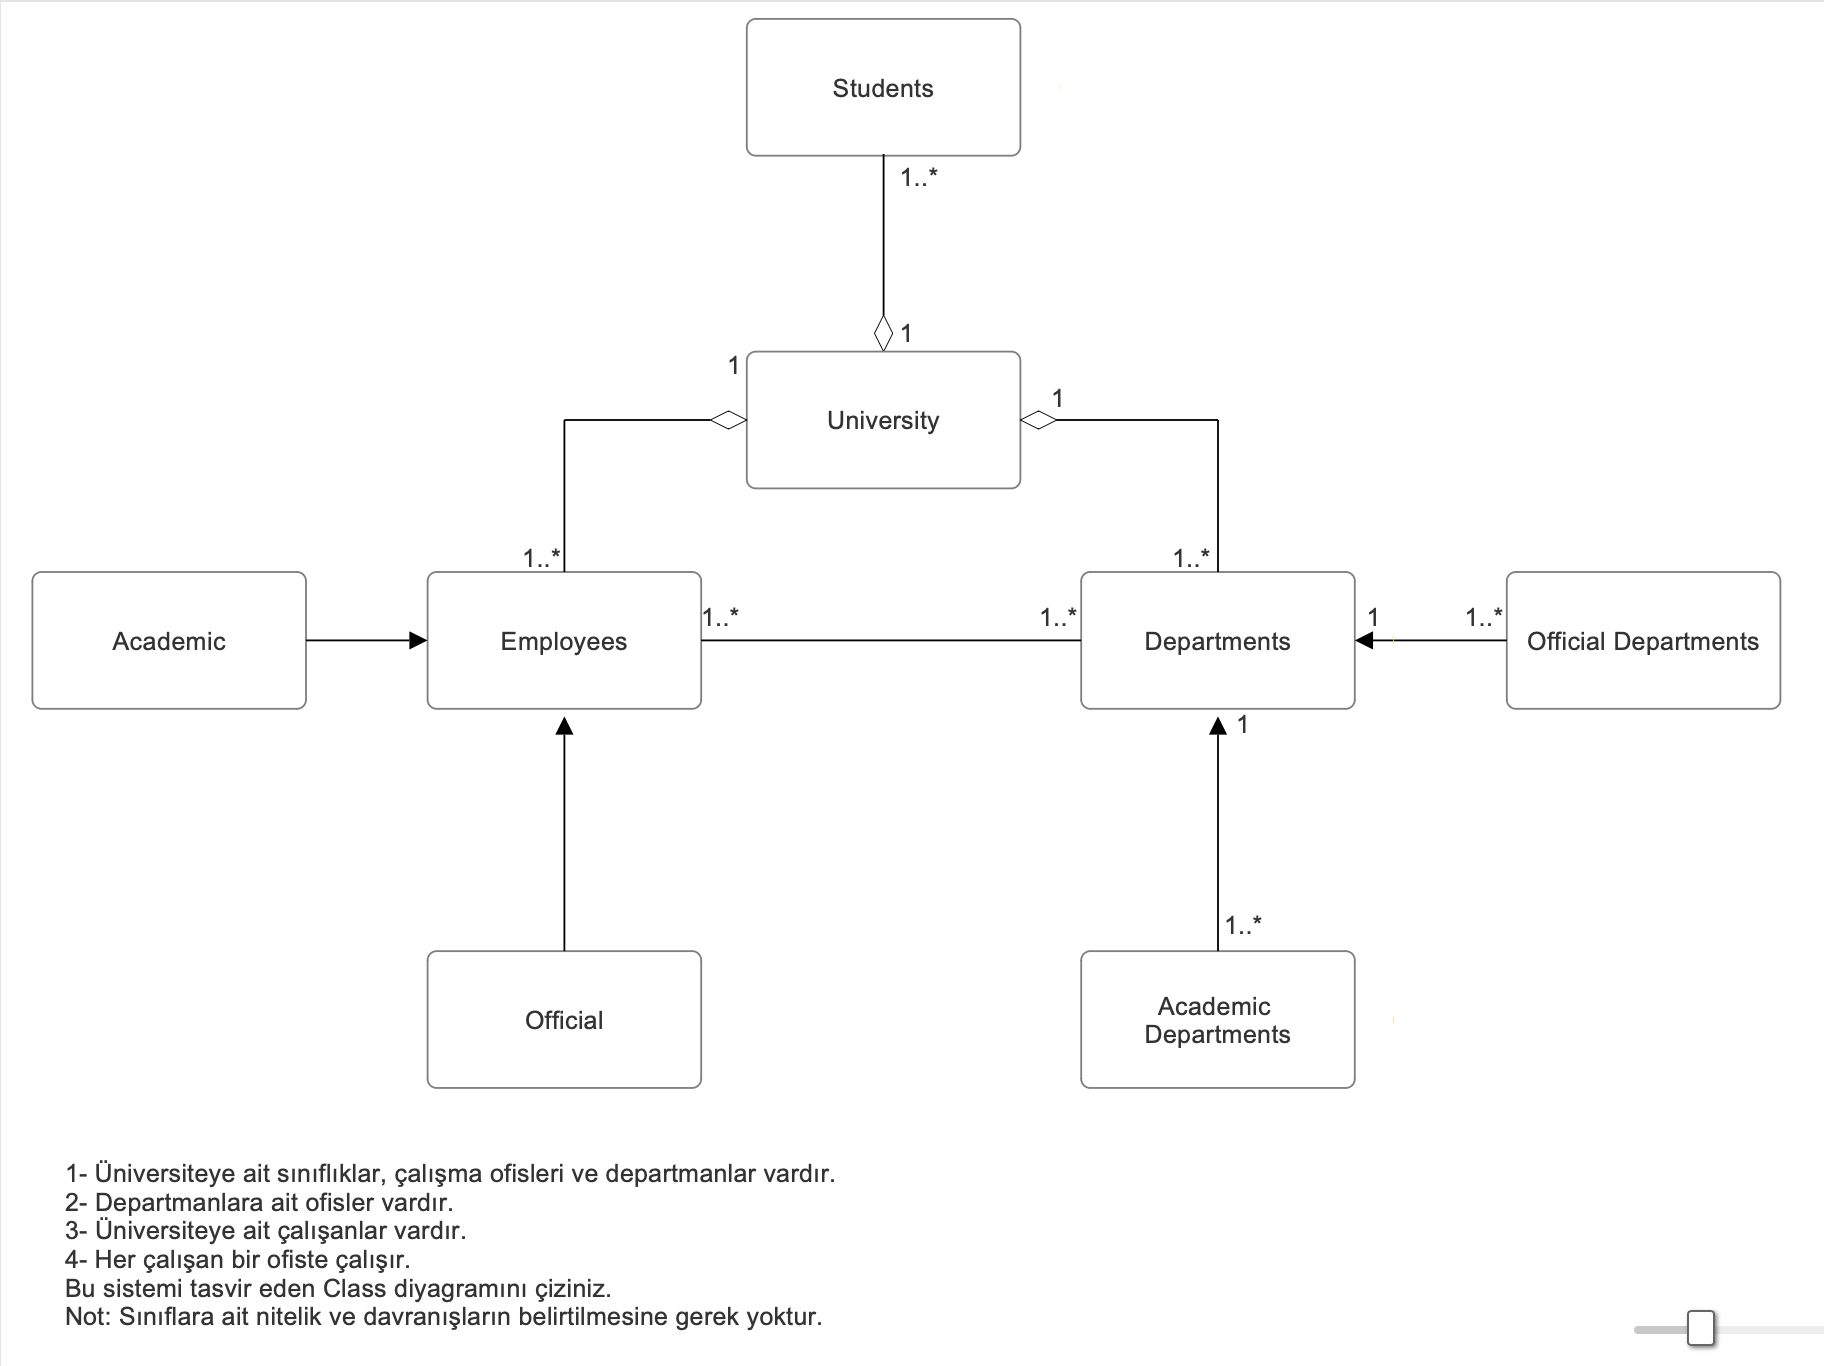 Students
1..*
1
1
University
1
1..*
1..*
Academic
Employees
1..*
1..*
Departments
1
1..*
Official Departments
1
1..*
Official
Academic
Departments
1- Üniversiteye ait sınıflıklar, çalışma ofisleri ve departmanlar vardır.
2- Departmanlara ait ofisler vardır.
3- Üniversiteye ait çalışanlar vardır.
4- Her çalışan bir ofiste çalışır.
Bu sistemi tasvir eden Class diyagramını çiziniz.
Not: Sınıflara ait nitelik ve davranışların belirtilmesine gerek yoktur.